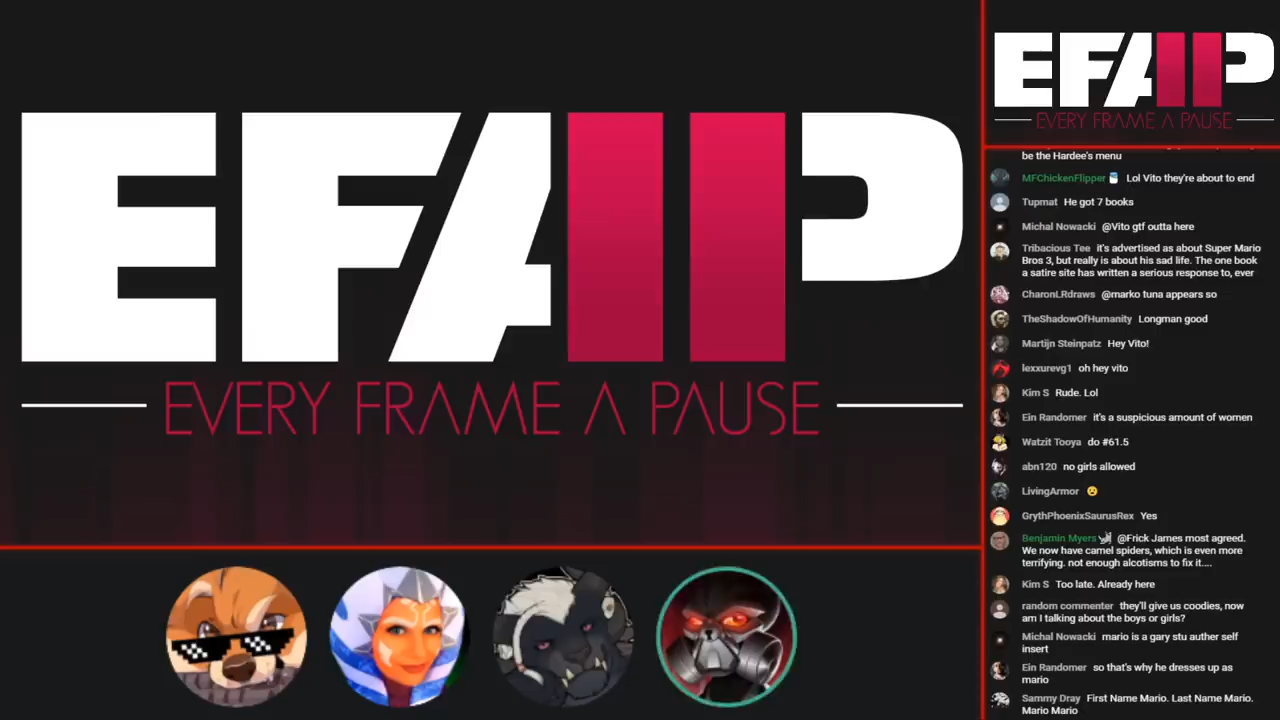 EFAP
EVERY FRAME A PAUSE
EFAP
EVERY FRAME A PAUSE
be the Hardee's menu
MFChickenFlipper Lol Vito they're about to end
Tupmat He got 7 books
Michal Nowacki @Vito gtf outta here
Tribacious Tee it's advertised as about Super Mario
Bros 3, but really is about his sad life. The one book
a satire site has written a serious response to, ever
CharonLRdraws @marko tuna appears so
TheShadowOfHumanity Longman good
Martijn Steinpatz Hey Vito!
lexxurevg1 oh hey vito
Kim S Rude. Lol
Ein Randomer it's a suspicious amount of women
Watzit Tooya do #61.5
abn120 no girls allowed
LivingArmor 😮
GrythPhoenixSaurusRex Yes
Benjamin Myers @Frick James most agreed.
We now have camel spiders, which is even more
terrifying. not enough alcotisms to fix it....
Kim S Too late. Already here
random commenter they'll give us coodies, now
am I talking about the boys or girls?
Michal Nowacki mario is a gary stu auther self
insert
Ein Randomer so that's why he dresses up as
mario
Sammy Dray First Name Mario. Last Name Mario.
Mario Mario